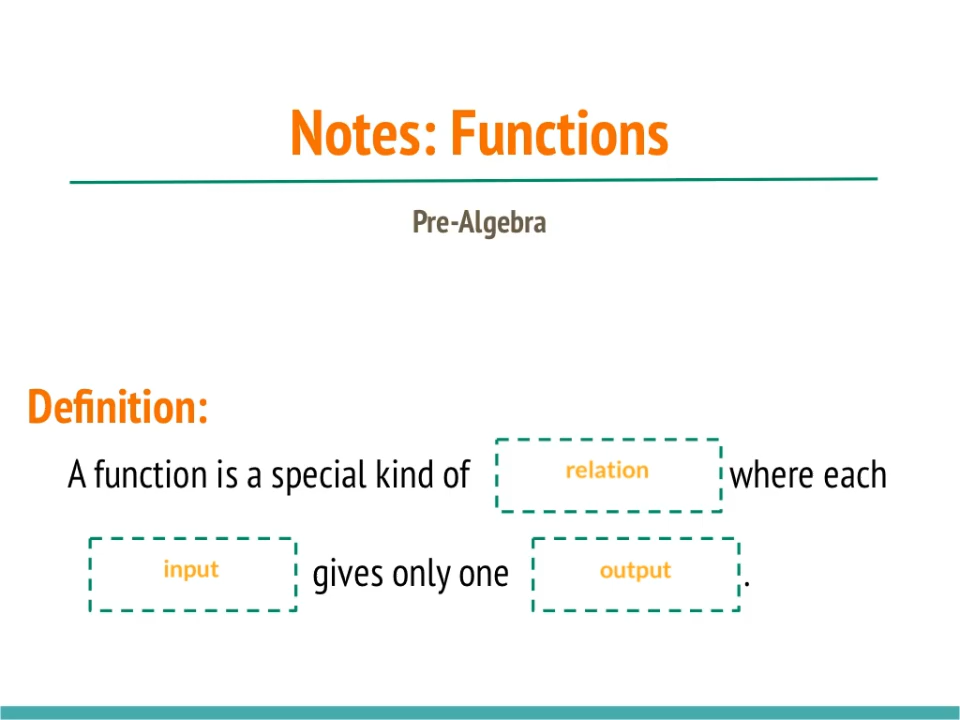 Notes: Functions
Pre-Algebra
Definition:
A function is a special kind of relation where each
input gives only one output.